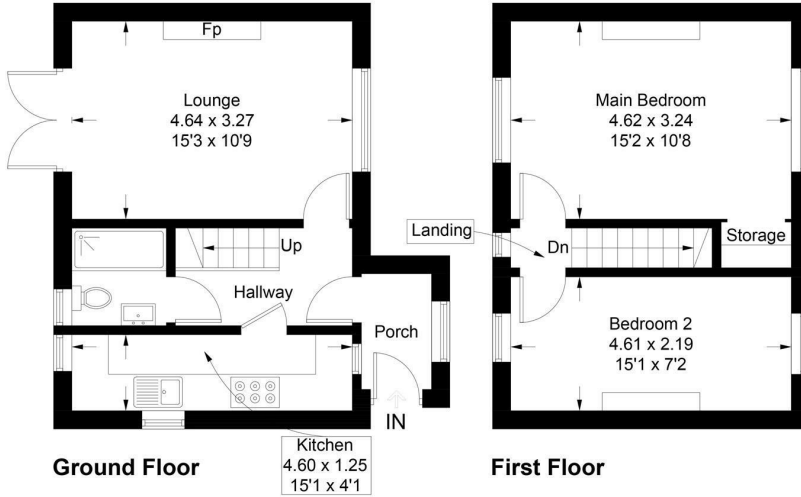 Fp
Lounge
4.64 x 3.27
15'3 x 10'9
Up
Hallway
Porch
IN
Kitchen
4.60 x 1.25
15'1 x 4'1
Ground Floor
Main Bedroom
4.62 x 3.24
15'2 x 10'8
Landing
Dn
Storage
Bedroom 2
4.61 x 2.19
15'1 x 7'2
First Floor